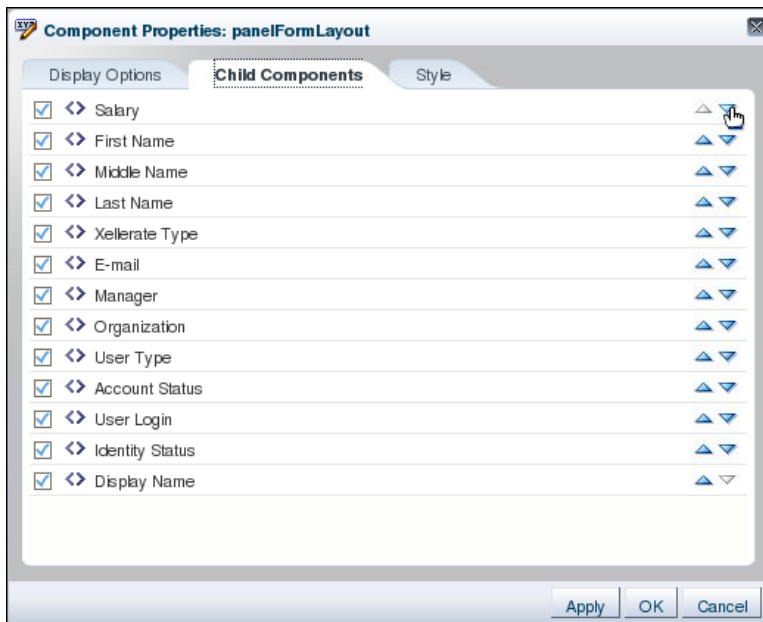 Component Properties: panelFormLayout
Display Options Child Components Style
Salary
First Name
Middle Name
Last Name
Xellerate Type
E-mail
Manager
Organization
User Type
Account Status
User Login
Identity Status
Display Name
Apply OK Cancel